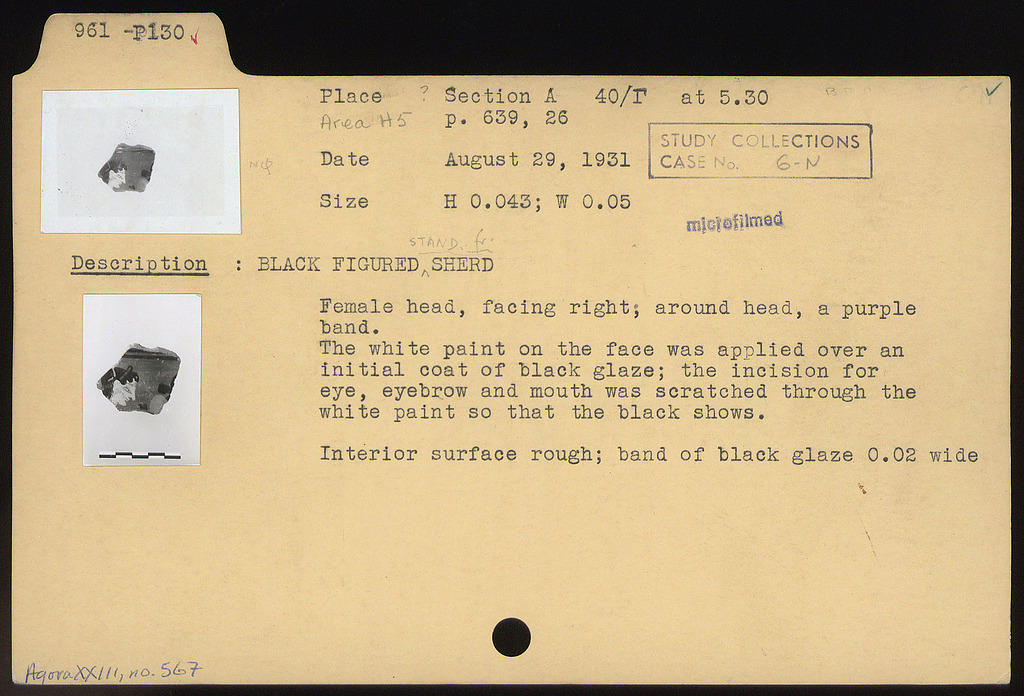 961 -P130
Place ? Section A 40/Γ at 5.30
Area H5 p. 639, 26
STUDY COLLECTIONS
CASE No. 6-N
Date August 29, 1931
Size H 0.043; W 0.05
microfilmed
STAND. fr.
Description : BLACK FIGURED SHERD
Female head, facing right; around head, a purple
band.
The white paint on the face was applied over an
initial coat of black glaze; the incision for
eye, eyebrow and mouth was scratched through the
white paint so that the black shows.
Interior surface rough; band of black glaze 0.02 wide
Agora XXIII, no. 567